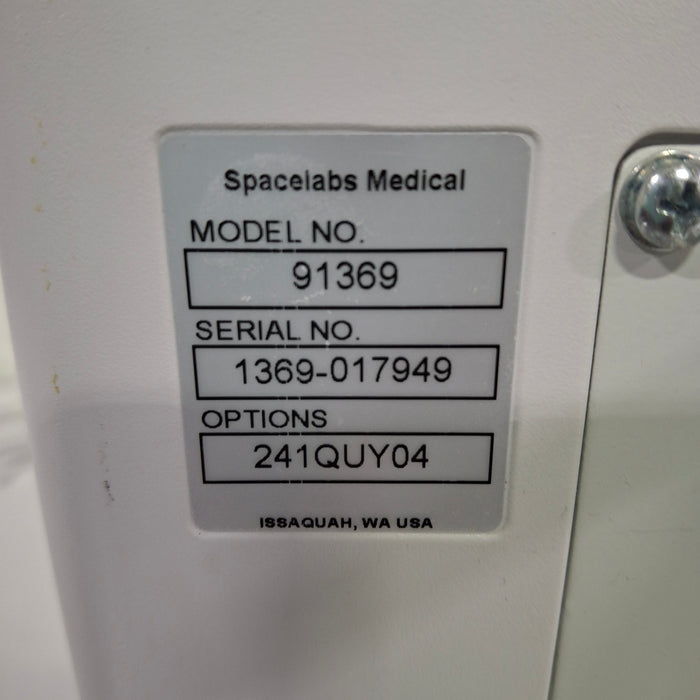 Spacelabs Medical
MODEL NO.
91369
SERIAL NO.
1369-017949
OPTIONS
241QUY04
ISSAQUAH, WA USA